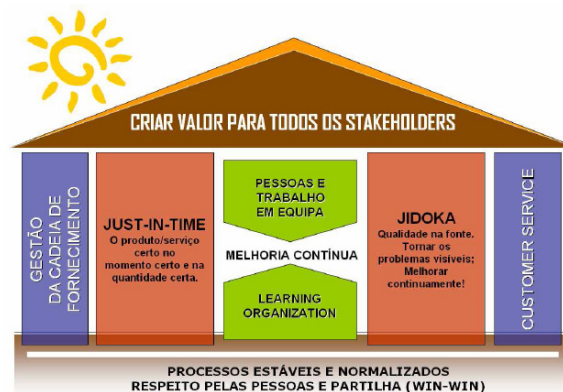 CRIAR VALOR PARA TODOS OS STAKEHOLDERS
GESTÃO
DA CADEIA DE
FORNECIMENTO
JUST-IN-TIME
O produto/serviço
certo no
momento certo e na
quantidade certa.
PESSOAS E
TRABALHO
EM EQUIPA
MELHORIA CONTÍNUA
LEARNING
ORGANIZATION
JIDOKA
Qualidade na fonte.
Tornar os
problemas visíveis;
Melhorar
continuamente!
CUSTOMER SERVICE
PROCESSOS ESTÁVEIS E NORMALIZADOS
RESPEITO PELAS PESSOAS E PARTILHA (WIN-WIN)